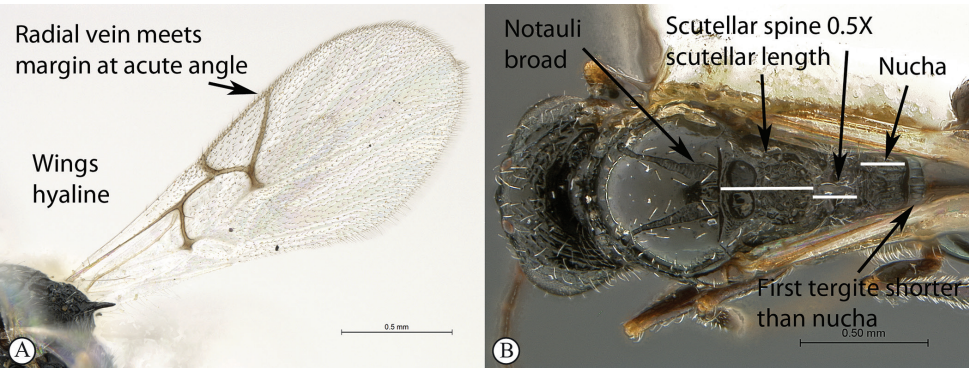 Radial vein meets
margin at acute angle
Wings
hyaline
0.5 mm
A
Notauli
broad
Scutellar spine 0.5X
scutellar length
Nucha
First tergite shorter
than nucha
0.50 mm
B